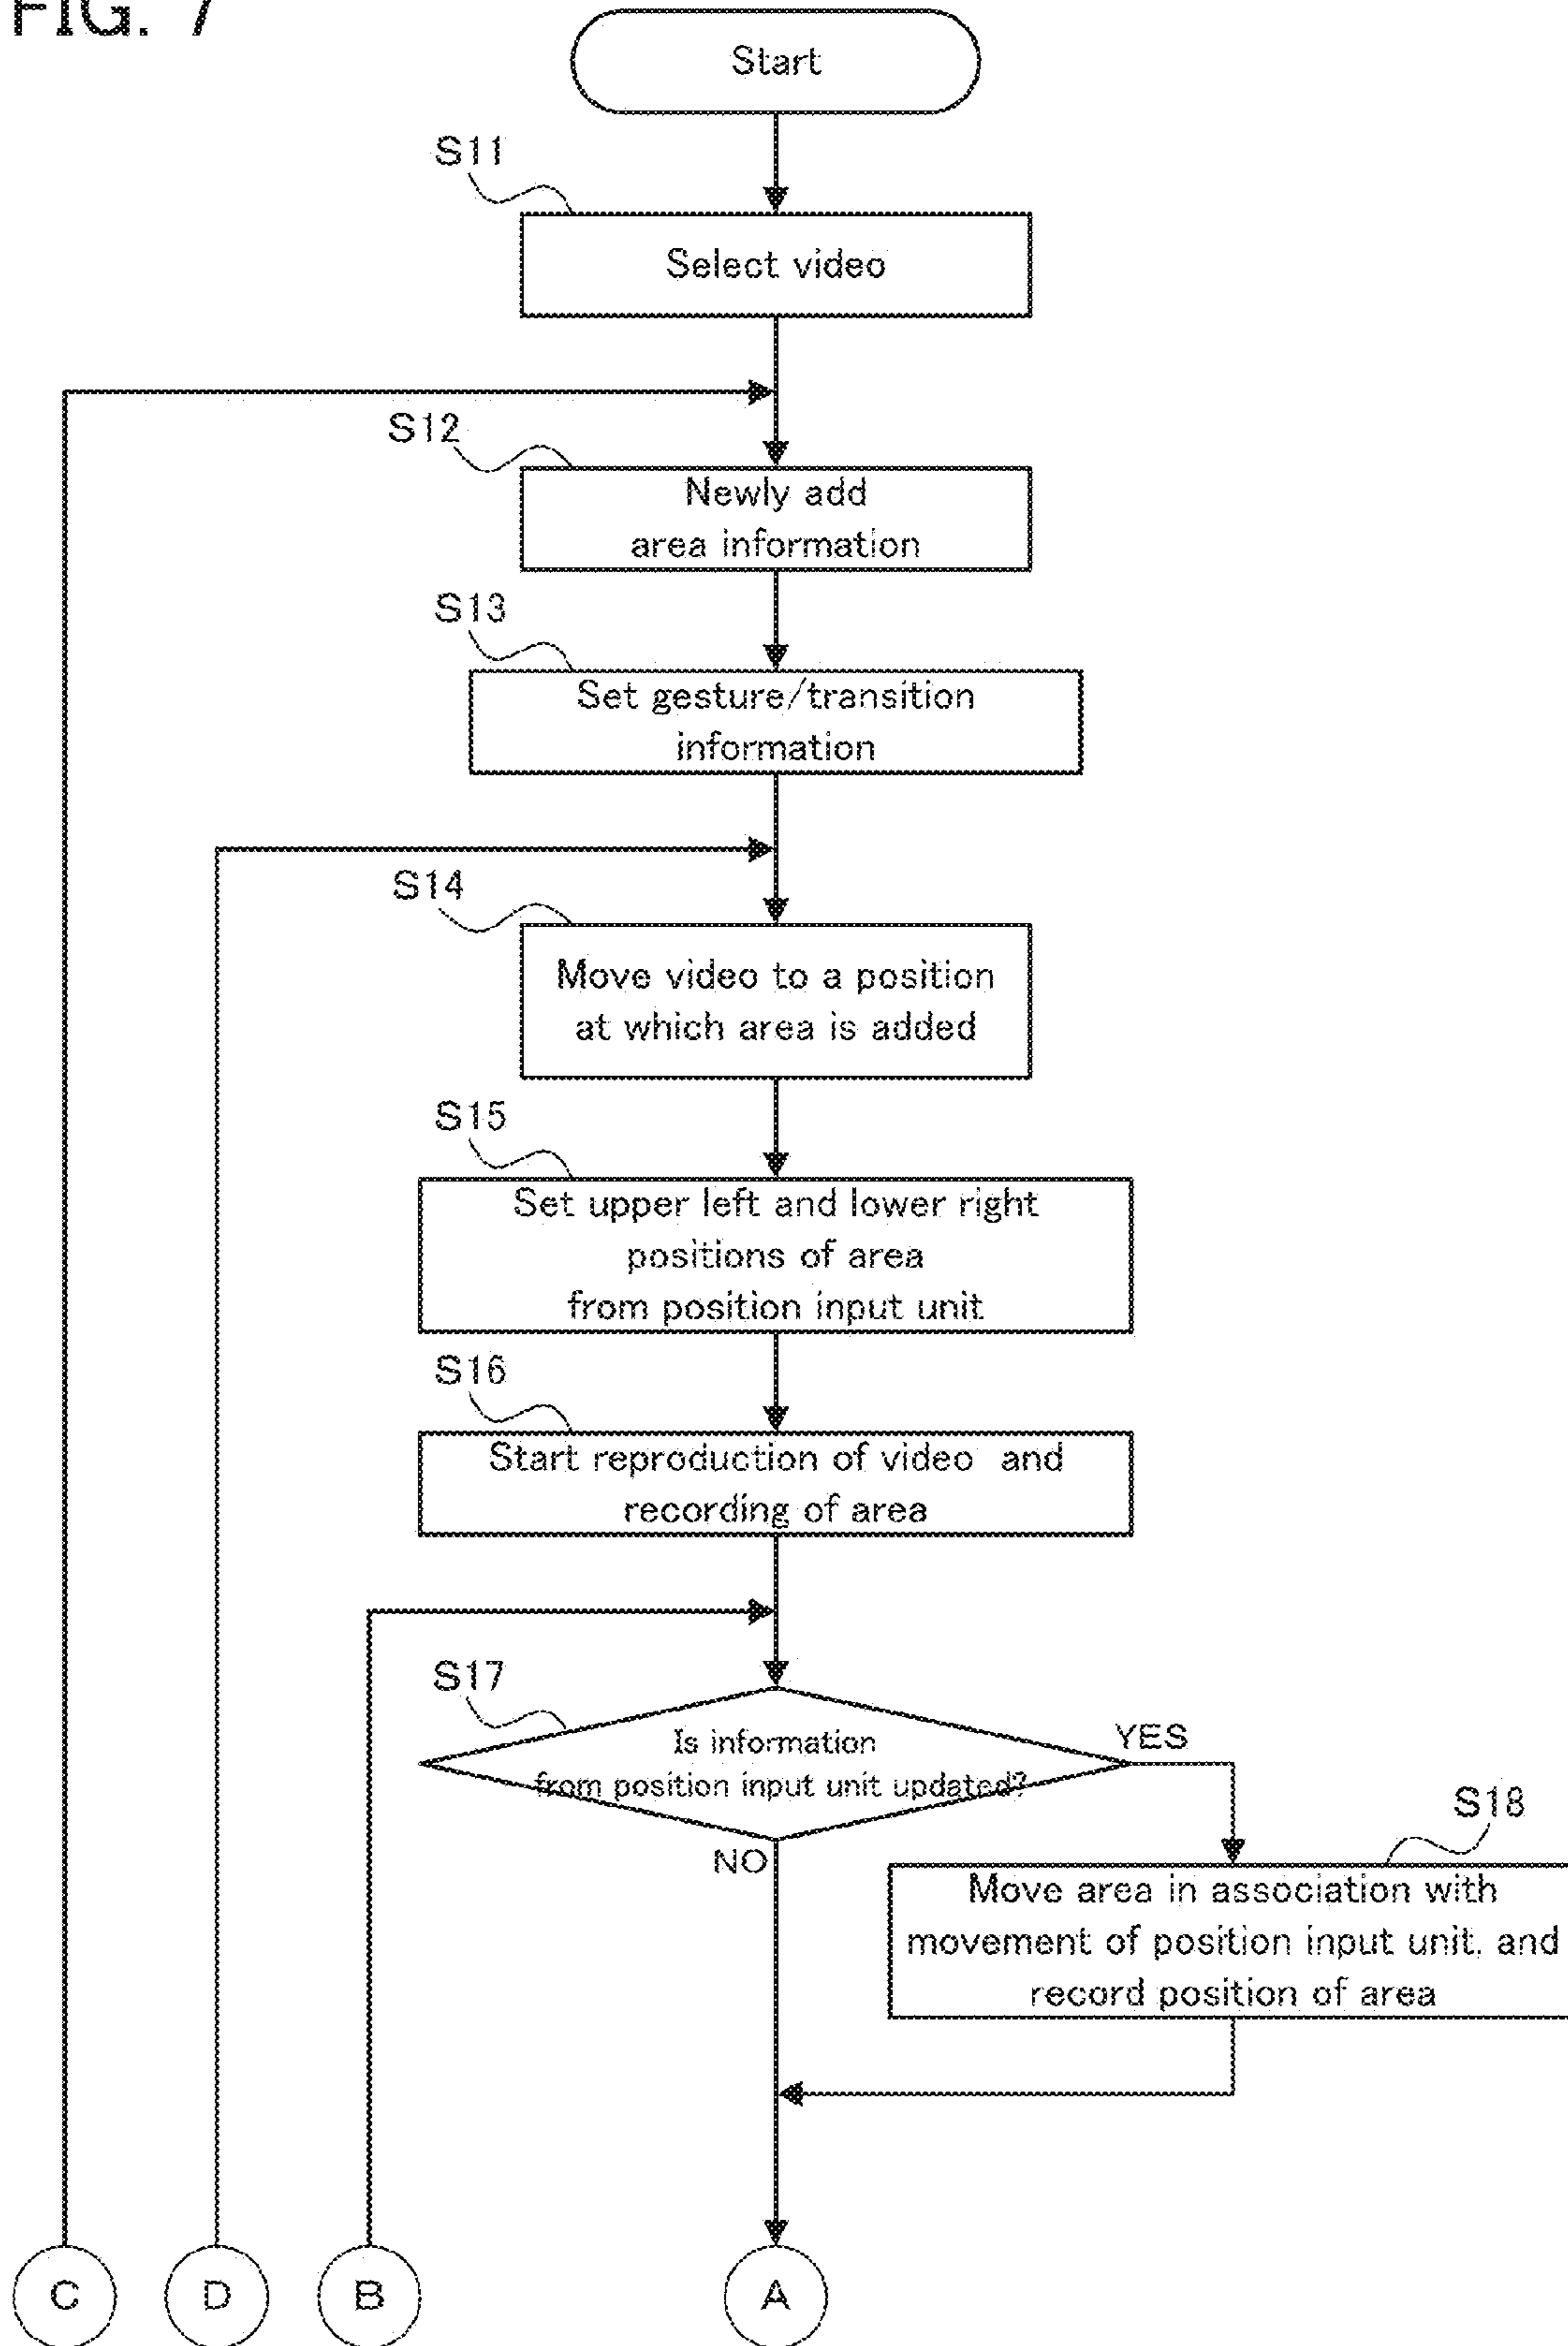 FIG. 7
Start
S11
Select video
S12
Newly add
area information
S13
Set gesture/transition
information
S14
Move video to a position
at which area is added
S15
Set upper left and lower right
positions of area
from position input unit
S16
Start reproduction of video and
recording of area
S17
Is information
from position input unit updated?
YES
NO
S18
Move area in association with
movement of position input unit, and
record position of area
C
D
B
A